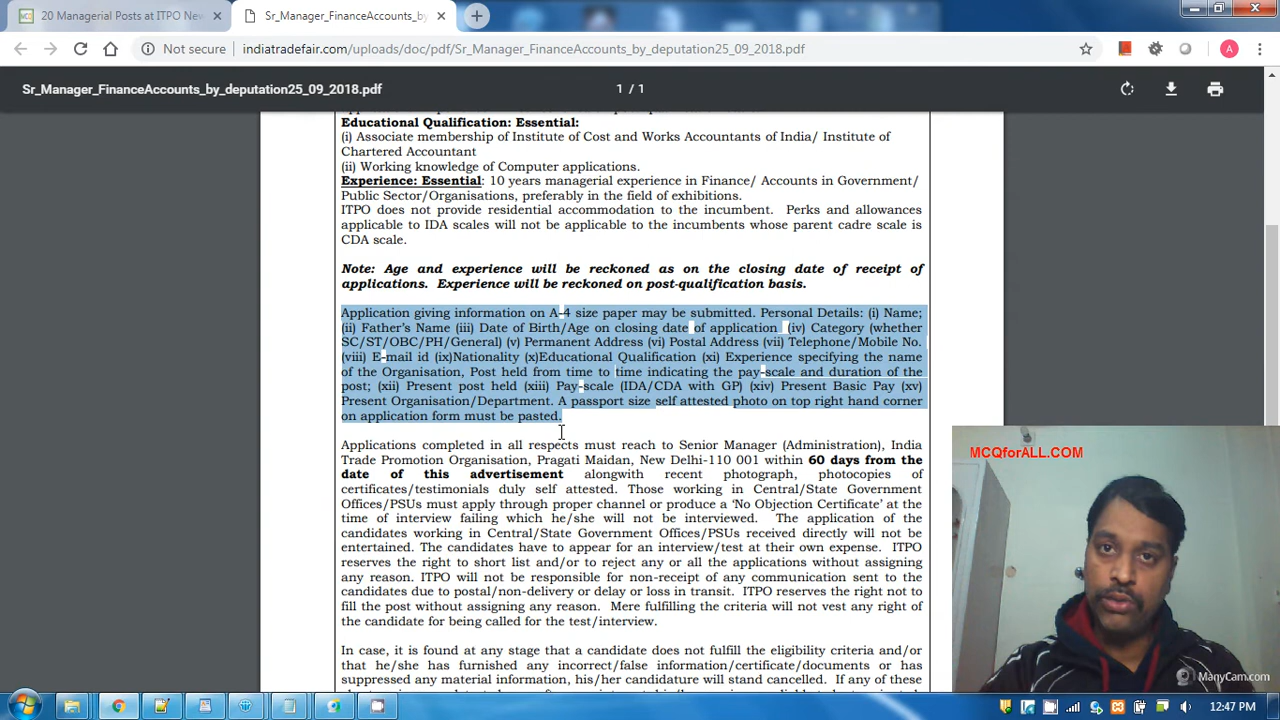 20 Managerial Posts at ITPO New
Sr_Manager_FinanceAccounts_by_
Not secure
indiatradefair.com/uploads/doc/pdf/Sr_Manager_FinanceAccounts_by_deputation25_09_2018.pdf
A
Sr_Manager_FinanceAccounts_by_deputation25_09_2018.pdf
1 / 1
Educational Qualification: Essential:
(i) Associate membership of Institute of Cost and Works Accountants of India/ Institute of
Chartered Accountant
(ii) Working knowledge of Computer applications.
Experience: Essential: 10 years managerial experience in Finance/ Accounts in Government/
Public Sector/Organisations, preferably in the field of exhibitions.
ITPO does not provide residential accommodation to the incumbent. Perks and allowances
applicable to IDA scales will not be applicable to the incumbents whose parent cadre scale is
CDA scale.
Note: Age and experience will be reckoned as on the closing date of receipt of
applications. Experience will be reckoned on post-qualification basis.
Application giving information on A-4 size paper may be submitted. Personal Details: (i) Name;
(ii) Father's Name (iii) Date of Birth/Age on closing date of application (iv) Category (whether
SC/ST/OBC/PH/General) (v) Permanent Address (vi) Postal Address (vii) Telephone/Mobile No.
(viii) E-mail id (ix)Nationality (x)Educational Qualification (xi) Experience specifying the name
of the Organisation, Post held from time to time indicating the pay-scale and duration of the
post; (xii) Present post held (xiii) Pay-scale (IDA/CDA with GP) (xiv) Present Basic Pay (xv)
Present Organisation/Department. A passport size self attested photo on top right hand corner
on application form must be pasted.
Applications completed in all respects must reach to Senior Manager (Administration), India
Trade Promotion Organisation, Pragati Maidan, New Delhi-110 001 within 60 days from the
date of this advertisement alongwith recent photograph, photocopies of
certificates/testimonials duly self attested. Those working in Central/State Government
Offices/PSUs must apply through proper channel or produce a 'No Objection Certificate' at the
time of interview failing which he/she will not be interviewed. The application of the
candidates working in Central/State Government Offices/PSUs received directly will not be
entertained. The candidates have to appear for an interview/test at their own expense. ITPO
reserves the right to short list and/or to reject any or all the applications without assigning
any reason. ITPO will not be responsible for non-receipt of any communication sent to the
candidates due to postal/non-delivery or delay or loss in transit. ITPO reserves the right not to
fill the post without assigning any reason. Mere fulfilling the criteria will not vest any right of
the candidate for being called for the test/interview.
In case, it is found at any stage that a candidate does not fulfill the eligibility criteria and/or
that he/she has furnished any incorrect/false information/certificate/documents or has
suppressed any material information, his/her candidature will stand cancelled. If any of these
MCQforALL.COM
ManyCam.com
12:47 PM